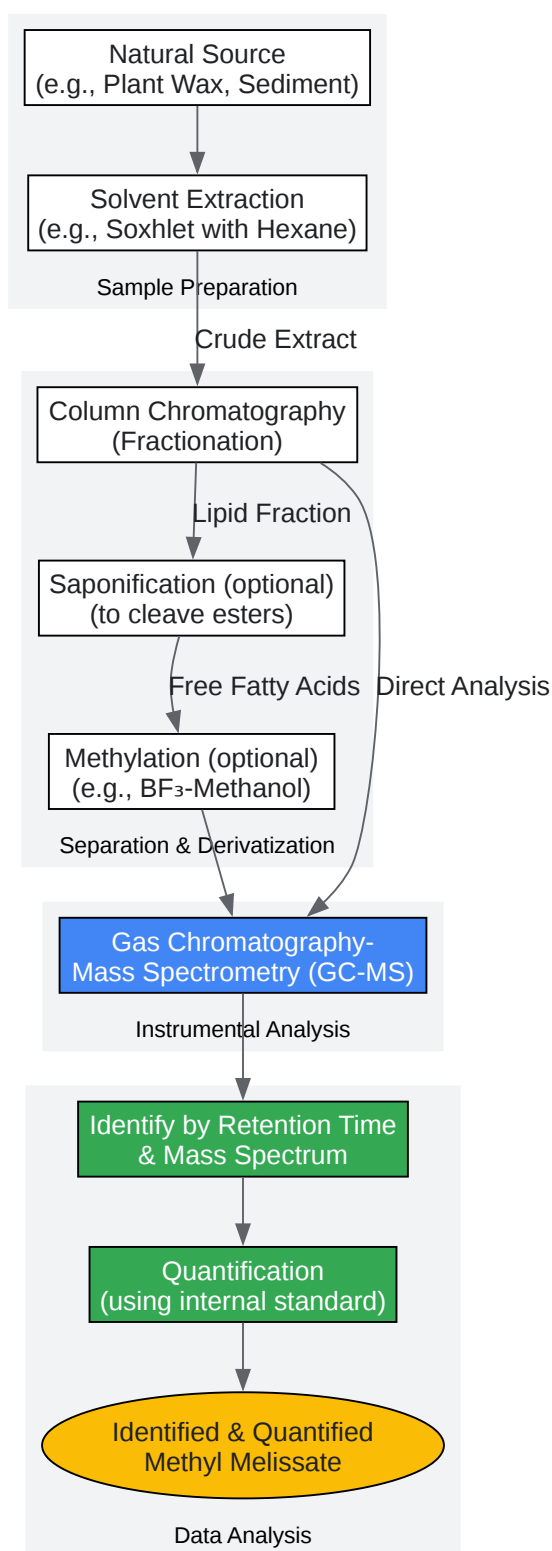 Natural Source
(e.g., Plant Wax, Sediment)
Solvent Extraction
(e.g., Soxhlet with Hexane)
Sample Preparation
Crude Extract
Column Chromatography
(Fractionation)
Lipid Fraction
Saponification (optional)
(to cleave esters)
Free Fatty Acids
Direct Analysis
Methylation (optional)
(e.g., BF₃-Methanol)
Separation & Derivatization
Gas Chromatography-
Mass Spectrometry (GC-MS)
Instrumental Analysis
Identify by Retention Time
& Mass Spectrum
Quantification
(using internal standard)
Identified & Quantified
Methyl Melissate
Data Analysis